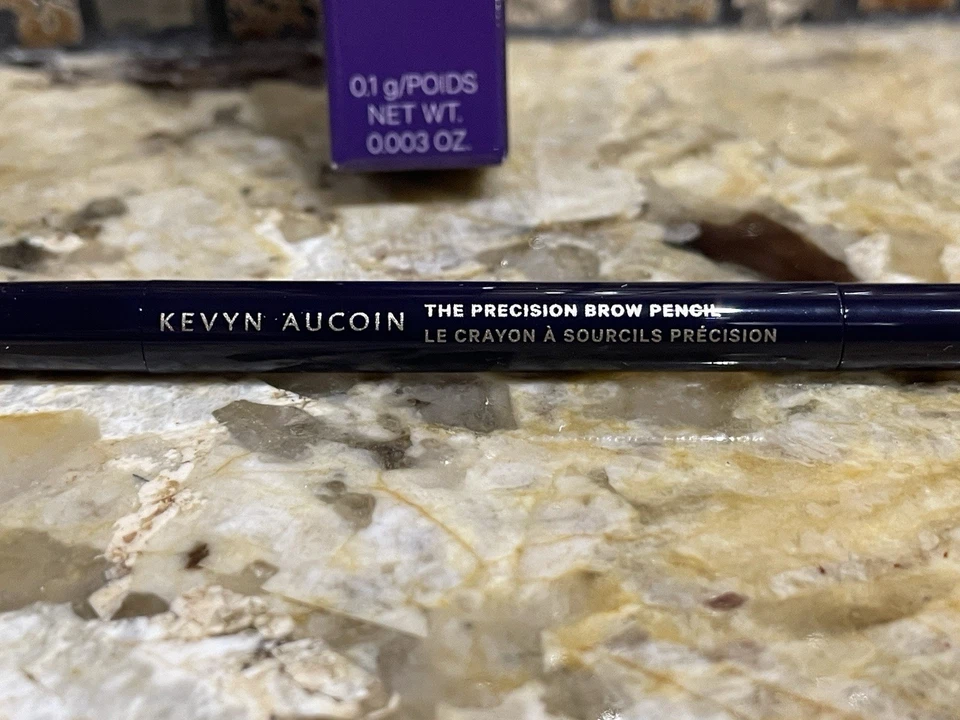 0.1 g/POIDS
NET WT.
0.003 OZ.
KEVYN AUCOIN
THE PRECISION BROW PENCIL
LE CRAYON À SOURCILS PRÉCISION